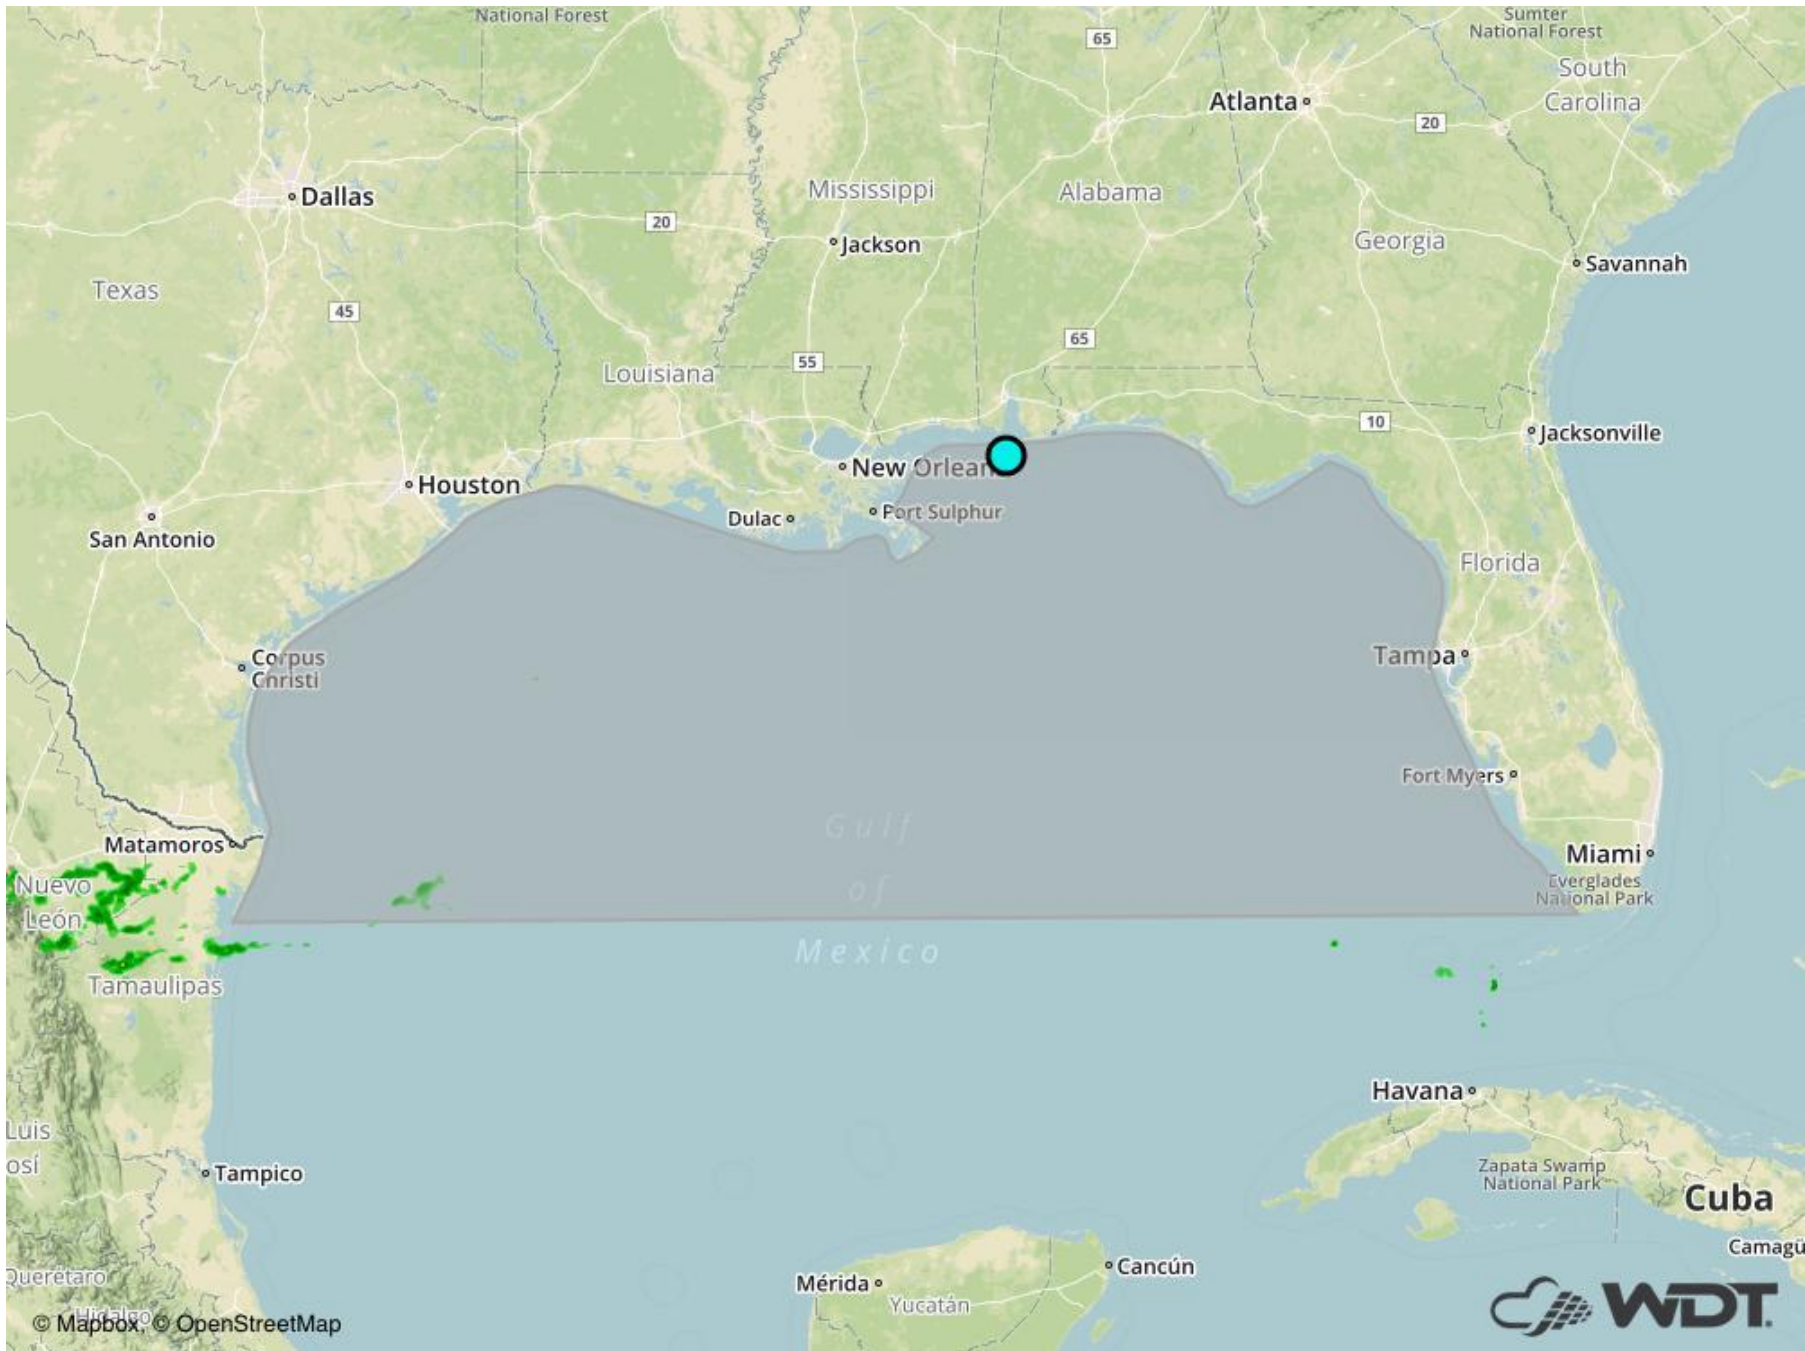 National Forest
65
Sumter
National Forest
South
Carolina
Atlanta
20
Dallas
Mississippi
Alabama
20
Jackson
Georgia
Savannah
Texas
45
65
55
Louisiana
10
Jacksonville
New Orlean
Houston
Dulac
Port Sulphur
San Antonio
Florida
Corpus
Christi
Tampa
Fort Myers
Gulf
of
Mexico
Matamoros
Miami
Everglades
National Park
Nuevo
León
Tamaulipas
Havana
Luis
osí
Tampico
Zapata Swamp
National Park
Cuba
Camagü
Cancún
Mérida
Yucatán
Querétaro
Hidalgo
© Mapbox, © OpenStreetMap
WDT.